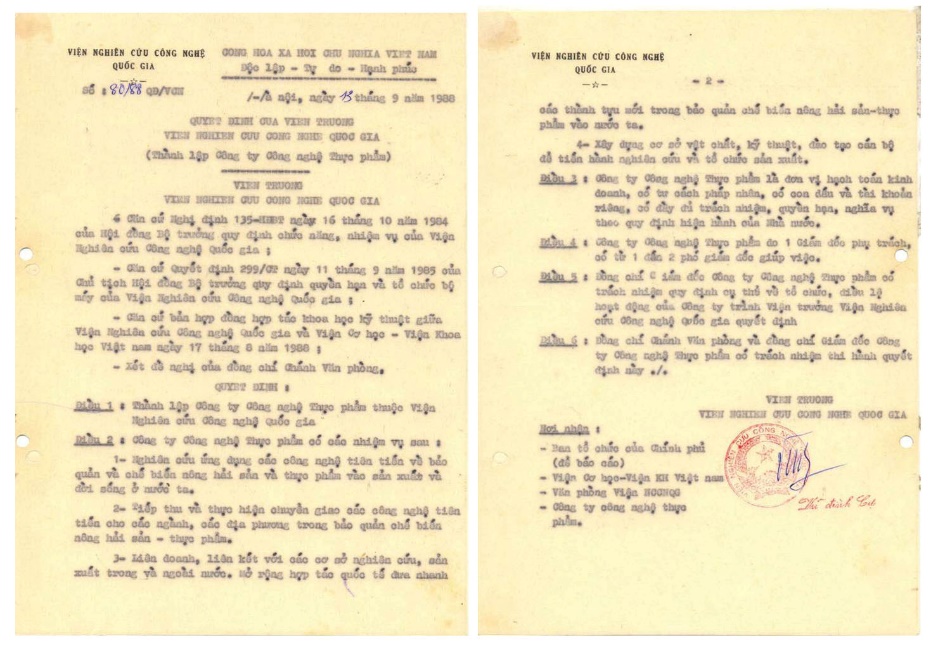 VIỆN NGHIÊN CỨU CÔNG NGHỆ
QUỐC GIA
CONG HOA XA HOI CHU NGHIA VIET NAM
Độc lập - Tự do - Hạnh phúc
Số : 80/88 QĐ/VCN
Hà nội, ngày 13 tháng 9 năm 1988
QUYET DINH CUA VIEN TRUONG
VIEN NGHIEN CUU CONG NGHE QUOC GIA
(Thành lập Công ty Công nghệ Thực phẩm)
VIEN TRUONG
VIEN NGHIEN CUU CONG NGHE QUOC GIA
Căn cứ Nghị định 135-HĐBT ngày 16 tháng 10 năm 1984
của Hội đồng Bộ trưởng quy định chức năng, nhiệm vụ của Viện
Nghiên cứu Công nghệ Quốc gia ;
- Căn cứ Quyết định 299/CT ngày 11 tháng 9 năm 1985 của
Chủ tịch Hội đồng Bộ trưởng quy định quyền hạn và tổ chức bộ
máy của Viện Nghiên cứu Công nghệ Quốc gia ;
- Căn cứ bản hợp đồng hợp tác khoa học kỹ thuật giữa
Viện Nghiên cứu Công nghệ Quốc gia và Viện Cơ học - Viện Khoa
học Việt nam ngày 17 tháng 8 năm 1988 ;
- Xét đề nghị của đồng chí Chánh Văn phòng.
QUYET DINH :
Điều 1 : Thành lập Công ty Công nghệ Thực phẩm thuộc Viện
Nghiên cứu Công nghệ Quốc gia
Điều 2 : Công ty Công nghệ Thực phẩm có các nhiệm vụ sau :
1- Nghiên cứu ứng dụng các công nghệ tiên tiến về bảo
quản và chế biến nông hải sản và thực phẩm vào sản xuất và
đời sống ở nước ta.
2- Tiếp thu và thực hiện chuyển giao các công nghệ tiên
tiến cho các ngành, các địa phương trong bảo quản chế biến
nông hải sản - thực phẩm.
3- Liên doanh, liên kết với các cơ sở nghiên cứu, sản
xuất trong và ngoài nước. Mở rộng hợp tác quốc tế đưa nhanh
VIỆN NGHIÊN CỨU CÔNG NGHỆ
QUỐC GIA
- 2 -
các thành tựu mới trong bảo quản chế biến nông hải sản-thực
phẩm vào nước ta.
4- Xây dựng cơ sở vật chất, kỹ thuật, đào tạo cán bộ
để tiến hành nghiên cứu và tổ chức sản xuất.
Điều 3 : Công ty Công nghệ Thực phẩm là đơn vị hạch toán kinh
doanh, có tư cách pháp nhân, có con dấu và tài khoản
riêng, có đầy đủ trách nhiệm, quyền hạn, nghĩa vụ
theo quy định hiện hành của Nhà nước.
Điều 4 : Công ty Công nghệ Thực phẩm do 1 Giám đốc phụ trách,
có từ 1 đến 2 phó giám đốc giúp việc.
Điều 5 : Đồng chí Giám đốc Công ty Công nghệ Thực phẩm có
trách nhiệm quy định cụ thể về tổ chức, điều lệ
hoạt động của Công ty trình Viện trưởng Viện Nghiên
cứu Công nghệ Quốc gia quyết định
Điều 6 : Đồng chí Chánh Văn phòng và đồng chí Giám đốc Công
ty Công nghệ Thực phẩm có trách nhiệm thi hành quyết
định này ./.
VIEN TRUONG
VIEN NGHIEN CUU CONG NGHE QUOC GIA
Nơi nhận :
- Ban tổ chức của Chính phủ
(để báo cáo)
- Viện Cơ học-Viện KH Việt nam
- Văn phòng Viện NCCNQG
- Công ty công nghệ thực
phẩm.